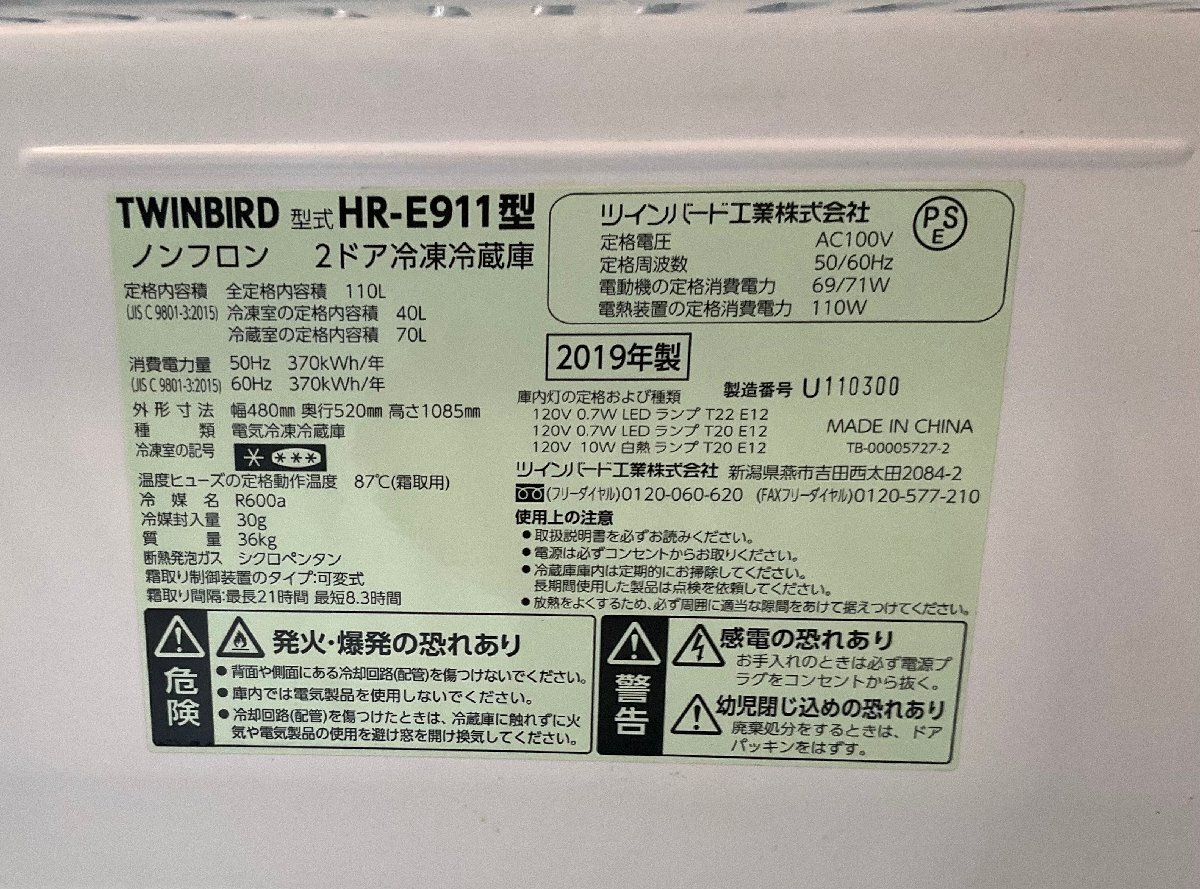 TWINBIRD 型式 HR-E911型
ノンフロン 2ドア冷凍冷蔵庫
定格内容積 全定格内容積 110L
(JIS C 9801-3:2015) 冷凍室の定格内容積 40L
冷蔵室の定格内容積 70L
消費電力量 50Hz 370kWh/年
(JIS C 9801-3:2015) 60Hz 370kWh/年
外形寸法 幅480mm 奥行520mm 高さ1085mm
種類 電気冷凍冷蔵庫
冷凍室の記号
温度ヒューズの定格動作温度 87℃(霜取用)
冷媒名 R600a
冷媒封入量 30g
質量 36kg
断熱発泡ガス シクロペンタン
霜取り制御装置のタイプ:可変式
霜取り間隔:最長21時間 最短8.3時間
ツインバード工業株式会社
PS
E
定格電圧 AC100V
定格周波数 50/60Hz
電動機の定格消費電力 69/71W
電熱装置の定格消費電力 110W
2019年製
製造番号 U110300
庫内灯の定格および種類
120V 0.7W LED ランプ T22 E12
120V 0.7W LED ランプ T20 E12
120V 10W 白熱ランプ T20 E12
MADE IN CHINA
TB-00005727-2
ツインバード工業株式会社 新潟県燕市吉田西太田2084-2
(フリーダイヤル)0120-060-620 (FAXフリーダイヤル)0120-577-210
使用上の注意
●取扱説明書を必ずお読みください。
●電源は必ずコンセントからお取りください。
●冷蔵庫庫内は定期的にお掃除してください。
長期間使用した製品は点検を依頼してください。
●放熱をよくするため、必ず周囲に適当な隙間をあけて据えつけてください。
危険
発火・爆発の恐れあり
●背面や側面にある冷却回路(配管)を傷つけないでください。
●庫内では電気製品を使用しないでください。
●冷却回路(配管)を傷つけたときは、冷蔵庫に触れずに火
気や電気製品の使用を避け窓を開け換気してください。
警告
感電の恐れあり
お手入れのときは必ず電源プ
ラグをコンセントから抜く。
幼児閉じ込めの恐れあり
廃棄処分をするときは、ドア
パッキンをはずす。